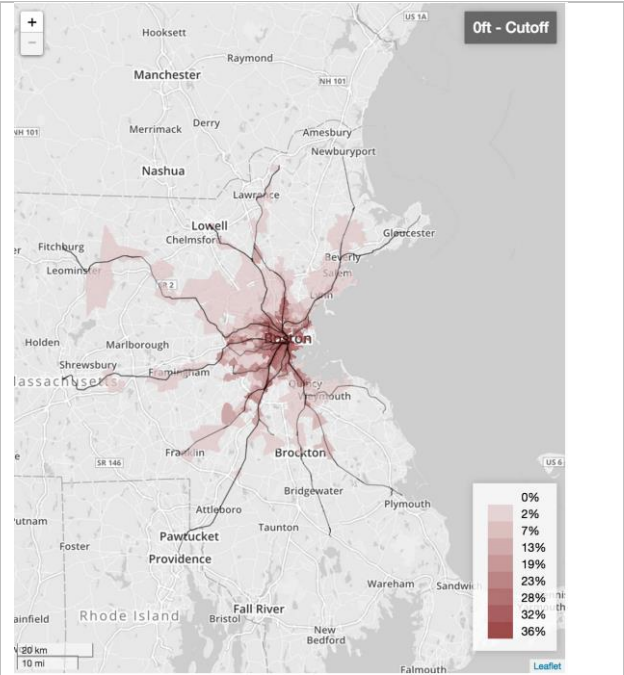 +
−
0ft - Cutoff
US 1A
Hooksett
Raymond
Manchester
NH 101
NH 101
Derry
Merrimack
Amesbury
Newburyport
Nashua
Lawrence
Lowell
Chelmsford
Gloucester
Fitchburg
Beverly
Leominster
Salem
SR 2
Lynn
Boston
Holden
Marlborough
Shrewsbury
Framingham
Massachusetts
Quincy
Weymouth
Franklin
Brockton
SR 146
US 6
Bridgewater
Plymouth
Attleboro
Putnam
Taunton
Pawtucket
Foster
Providence
Wareham
Sandwich
Fall River
Rhode Island
Bristol
New
Bedford
Falmouth
0%
2%
7%
13%
19%
23%
28%
32%
36%
20 km
10 mi
Leaflet